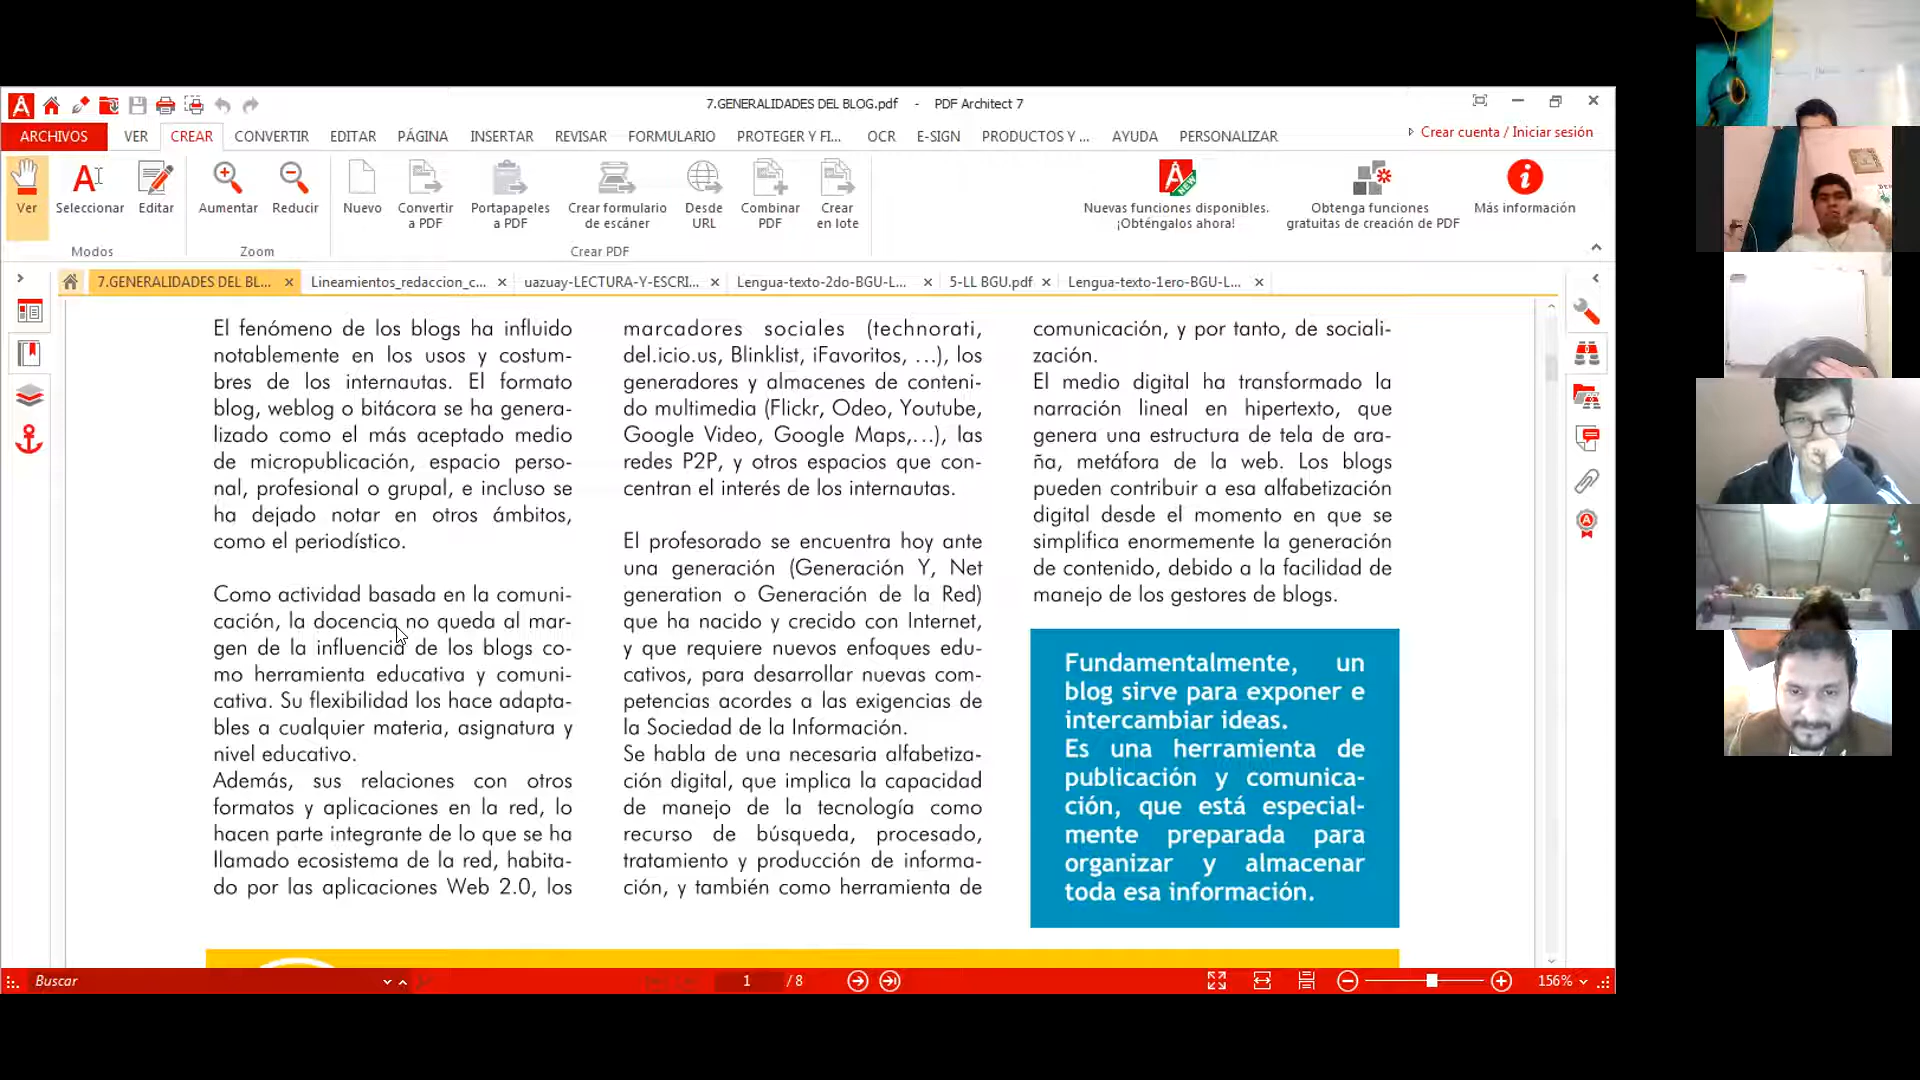 7.GENERALIDADES DEL BLOG.pdf - PDF Architect 7
ARCHIVOS VER CREAR CONVERTIR EDITAR PÁGINA INSERTAR REVISAR FORMULARIO PROTEGER Y FI... OCR E-SIGN PRODUCTOS Y ... AYUDA PERSONALIZAR Crear cuenta / Iniciar sesión
Ver Seleccionar Editar Aumentar Reducir Nuevo Convertir a PDF Portapapeles a PDF Crear formulario de escáner Desde URL Combinar PDF Crear en lote Nuevas funciones disponibles. ¡Obténgalos ahora! Obtenga funciones gratuitas de creación de PDF Más información
Modos Zoom Crear PDF
7.GENERALIDADES DEL BL... Lineamientos_redaccion_c... uazuay-LECTURA-Y-ESCRI... Lengua-texto-2do-BGU-L... 5-LL BGU.pdf Lengua-texto-1ero-BGU-L...
El fenómeno de los blogs ha influido
notablemente en los usos y costum-
bres de los internautas. El formato
blog, weblog o bitácora se ha genera-
lizado como el más aceptado medio
de micropublicación, espacio perso-
nal, profesional o grupal, e incluso se
ha dejado notar en otros ámbitos,
como el periodístico.
Como actividad basada en la comuni-
cación, la docencia no queda al mar-
gen de la influencia de los blogs co-
mo herramienta educativa y comuni-
cativa. Su flexibilidad los hace adapta-
bles a cualquier materia, asignatura y
nivel educativo.
Además, sus relaciones con otros
formatos y aplicaciones en la red, lo
hacen parte integrante de lo que se ha
llamado ecosistema de la red, habita-
do por las aplicaciones Web 2.0, los
marcadores sociales (technorati,
del.icio.us, Blinklist, iFavoritos, ...), los
generadores y almacenes de conteni-
do multimedia (Flickr, Odeo, Youtube,
Google Video, Google Maps,...), las
redes P2P, y otros espacios que con-
centran el interés de los internautas.
El profesorado se encuentra hoy ante
una generación (Generación Y, Net
generation o Generación de la Red)
que ha nacido y crecido con Internet,
y que requiere nuevos enfoques edu-
cativos, para desarrollar nuevas com-
petencias acordes a las exigencias de
la Sociedad de la Información.
Se habla de una necesaria alfabetiza-
ción digital, que implica la capacidad
de manejo de la tecnología como
recurso de búsqueda, procesado,
tratamiento y producción de informa-
ción, y también como herramienta de
comunicación, y por tanto, de sociali-
zación.
El medio digital ha transformado la
narración lineal en hipertexto, que
genera una estructura de tela de ara-
ña, metáfora de la web. Los blogs
pueden contribuir a esa alfabetización
digital desde el momento en que se
simplifica enormemente la generación
de contenido, debido a la facilidad de
manejo de los gestores de blogs.
Fundamentalmente, un
blog sirve para exponer e
intercambiar ideas.
Es una herramienta de
publicación y comunica-
ción, que está especial-
mente preparada para
organizar y almacenar
toda esa información.
Buscar 1 / 8 156%